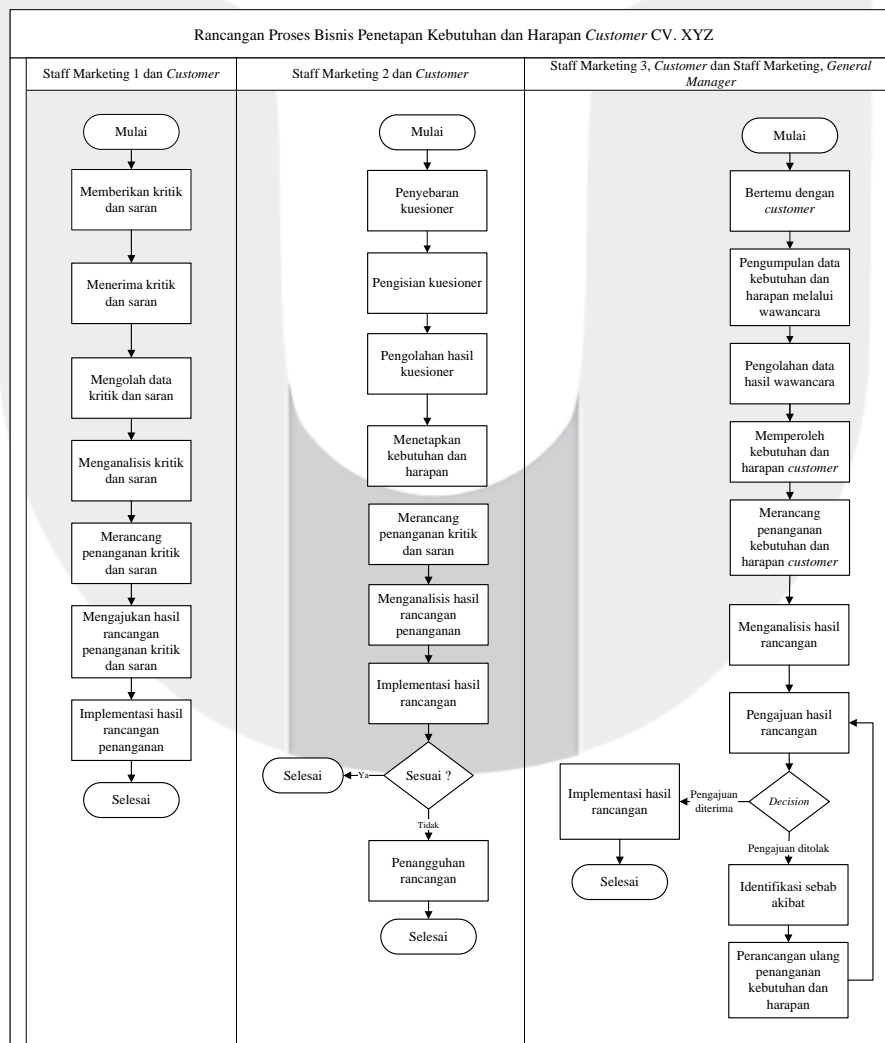 Rancangan Proses Bisnis Penetapan Kebutuhan dan Harapan Customer CV. XYZ
Staff Marketing 1 dan Customer
Mulai
Memberikan kritik
dan saran
Menerima kritik
dan saran
Mengolah data
kritik dan saran
Menganalisis kritik
dan saran
Merancang
penanganan kritik
dan saran
Mengajukan hasil
rancangan
penanganan kritik
dan saran
Implementasi hasil
rancangan
penanganan
Selesai
Staff Marketing 2 dan Customer
Mulai
Penyebaran
kuesioner
Pengisian kuesioner
Pengolahan hasil
kuesioner
Menetapkan
kebutuhan dan
harapan
Merancang
penanganan kritik
dan saran
Menganalisis hasil
rancangan
penanganan
Implementasi hasil
rancangan
Sesuai ?
Ya
Selesai
Tidak
Penangguhan
rancangan
Selesai
Staff Marketing 3, Customer dan Staff Marketing, General
Manager
Mulai
Bertemu dengan
customer
Pengumpulan data
kebutuhan dan
harapan melalui
wawancara
Pengolahan data
hasil wawancara
Memperoleh
kebutuhan dan
harapan customer
Merancang
penanganan
kebutuhan dan
harapan customer
Menganalisis hasil
rancangan
Pengajuan hasil
rancangan
Decision
Pengajuan
diterima
Implementasi hasil
rancangan
Selesai
Pengajuan ditolak
Identifikasi sebab
akibat
Perancangan ulang
penanganan
kebutuhan dan
harapan